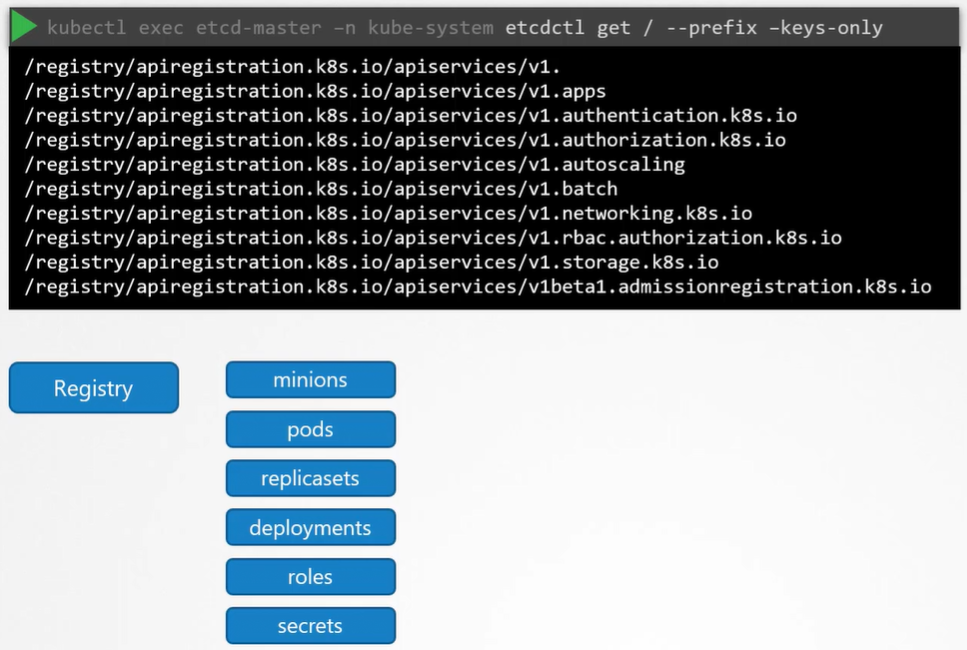 kubectl exec etcd-master –n kube-system etcdctl get / --prefix –keys-only
/registry/apiregistration.k8s.io/apiservices/v1.
/registry/apiregistration.k8s.io/apiservices/v1.apps
/registry/apiregistration.k8s.io/apiservices/v1.authentication.k8s.io
/registry/apiregistration.k8s.io/apiservices/v1.authorization.k8s.io
/registry/apiregistration.k8s.io/apiservices/v1.autoscaling
/registry/apiregistration.k8s.io/apiservices/v1.batch
/registry/apiregistration.k8s.io/apiservices/v1.networking.k8s.io
/registry/apiregistration.k8s.io/apiservices/v1.rbac.authorization.k8s.io
/registry/apiregistration.k8s.io/apiservices/v1.storage.k8s.io
/registry/apiregistration.k8s.io/apiservices/v1beta1.admissionregistration.k8s.io
Registry
minions
pods
replicasets
deployments
roles
secrets